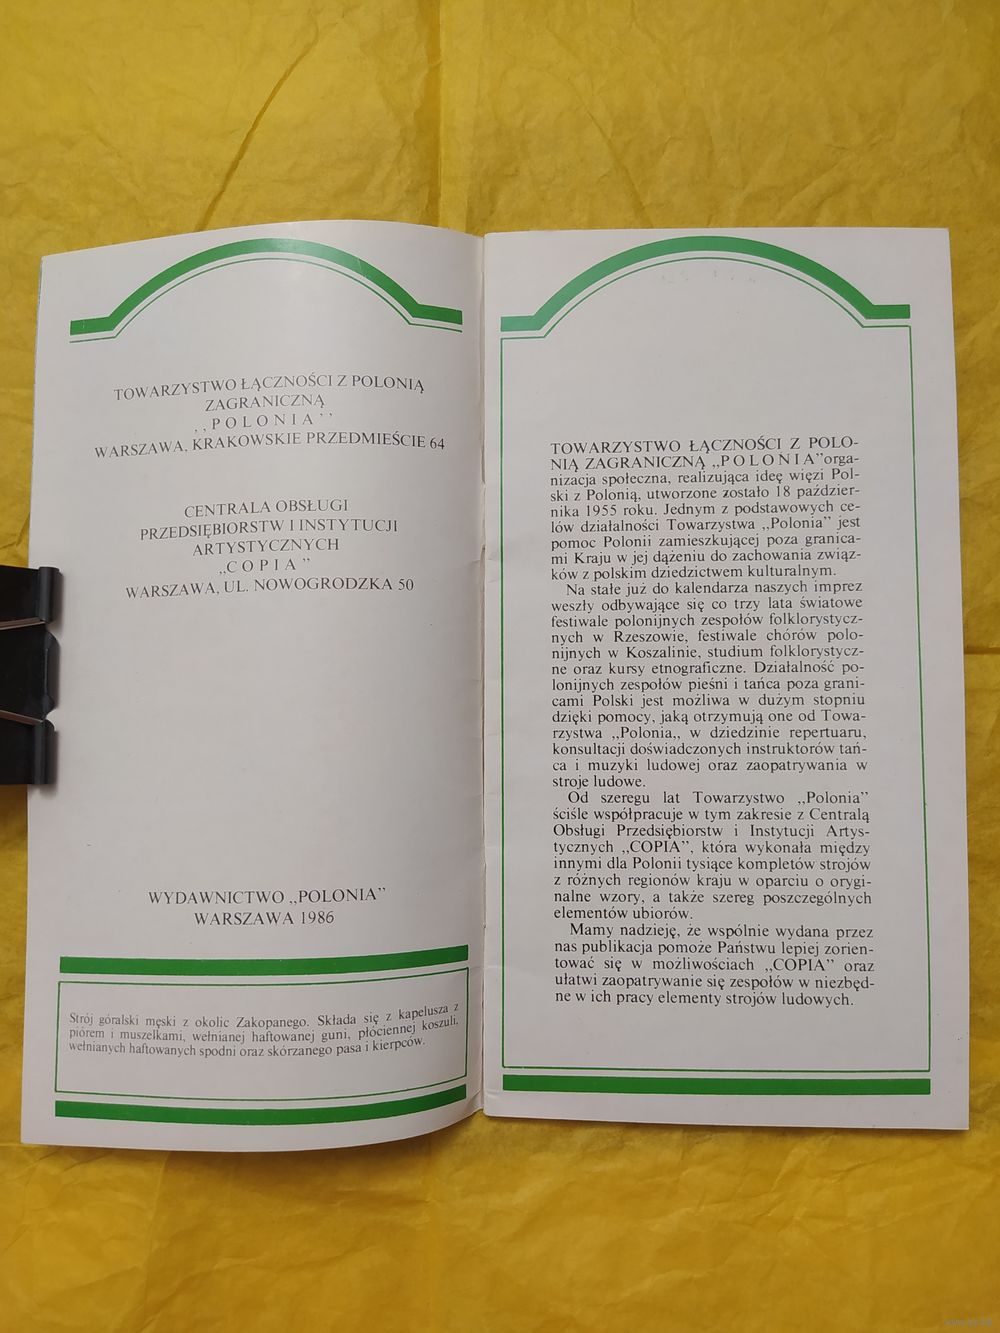 TOWARZYSTWO ŁĄCZNOŚCI Z POLONIĄ
ZAGRANICZNĄ
,,POLONIA’’
WARSZAWA, KRAKOWSKIE PRZEDMIEŚCIE 64
CENTRALA OBSŁUGI
PRZEDSIĘBIORSTW I INSTYTUCJI
ARTYSTYCZNYCH
,,COPIA”
WARSZAWA, UL. NOWOGRODZKA 50
WYDAWNICTWO ,,POLONIA”
WARSZAWA 1986
Strój góralski męski z okolic Zakopanego. Składa się z kapelusza z
piórem i muszelkami, wełnianej haftowanej guni, płóciennej koszuli,
wełnianych haftowanych spodni oraz skórzanego pasa i kierpców.
TOWARZYSTWO ŁĄCZNOŚCI Z POLO-
NIĄ ZAGRANICZNĄ ,,POLONIA”orga-
nizacja społeczna, realizująca ideę więzi Pol-
ski z Polonią, utworzone zostało 18 paździer-
nika 1955 roku. Jednym z podstawowych ce-
lów działalności Towarzystwa ,,Polonia” jest
pomoc Polonii zamieszkującej poza granica-
mi Kraju w jej dążeniu do zachowania związ-
ków z polskim dziedzictwem kulturalnym.
Na stałe już do kalendarza naszych imprez
weszły odbywające się co trzy lata światowe
festiwale polonijnych zespołów folklorystycz-
nych w Rzeszowie, festiwale chórów polo-
nijnych w Koszalinie, studium folklorystycz-
ne oraz kursy etnograficzne. Działalność po-
lonijnych zespołów pieśni i tańca poza grani-
cami Polski jest możliwa w dużym stopniu
dzięki pomocy, jaką otrzymują one od Towa-
rzystwa ,,Polonia,, w dziedzinie repertuaru,
konsultacji doświadczonych instruktorów tań-
ca i muzyki ludowej oraz zaopatrywania w
stroje ludowe.
Od szeregu lat Towarzystwo ,,Polonia”
ściśle współpracuje w tym zakresie z Centralą
Obsługi Przedsiębiorstw i Instytucji Artys-
tycznych ,,COPIA”, która wykonała między
innymi dla Polonii tysiące kompletów strojów
z różnych regionów kraju w oparciu o orygi-
nalne wzory, a także szereg poszczególnych
elementów ubiorów.
Mamy nadzieję, że wspólnie wydana przez
nas publikacja pomoże Państwu lepiej zorien-
tować się w możliwościach ,,COPIA” oraz
ułatwi zaopatrywanie się zespołów w niezbęd-
ne w ich pracy elementy strojów ludowych.